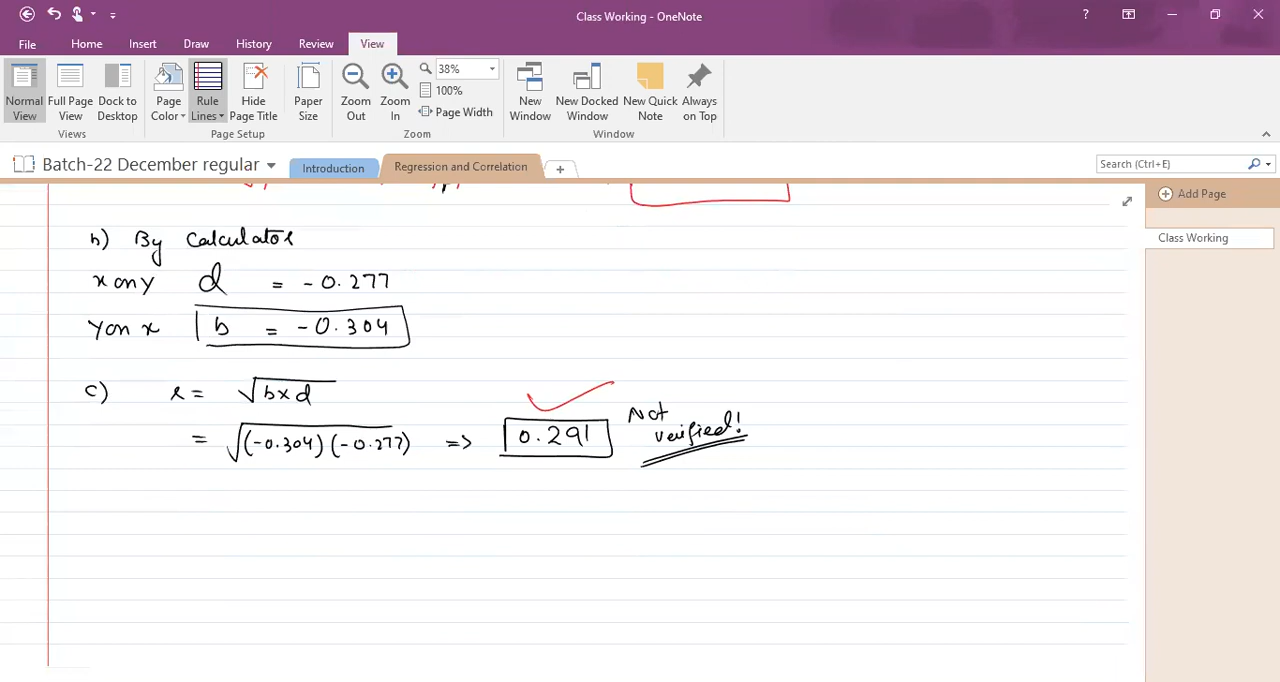 Class Working - OneNote
?
File Home Insert Draw History Review View
Normal View
Full Page View
Dock to Desktop
Views
Page Color
Rule Lines
Hide Page Title
Paper Size
Page Setup
Zoom Out
Zoom In
38%
100%
Page Width
Zoom
New Window
New Docked Window
New Quick Note
Always on Top
Window
Batch-22 December regular
Introduction
Regression and Correlation
+
Search (Ctrl+E)
Add Page
Class Working
b) By Calculator
x on y d = -0.277
y on x b = -0.304
c) r = √b×d
= √(-0.304)(-0.277) => 0.291 Not
verified!